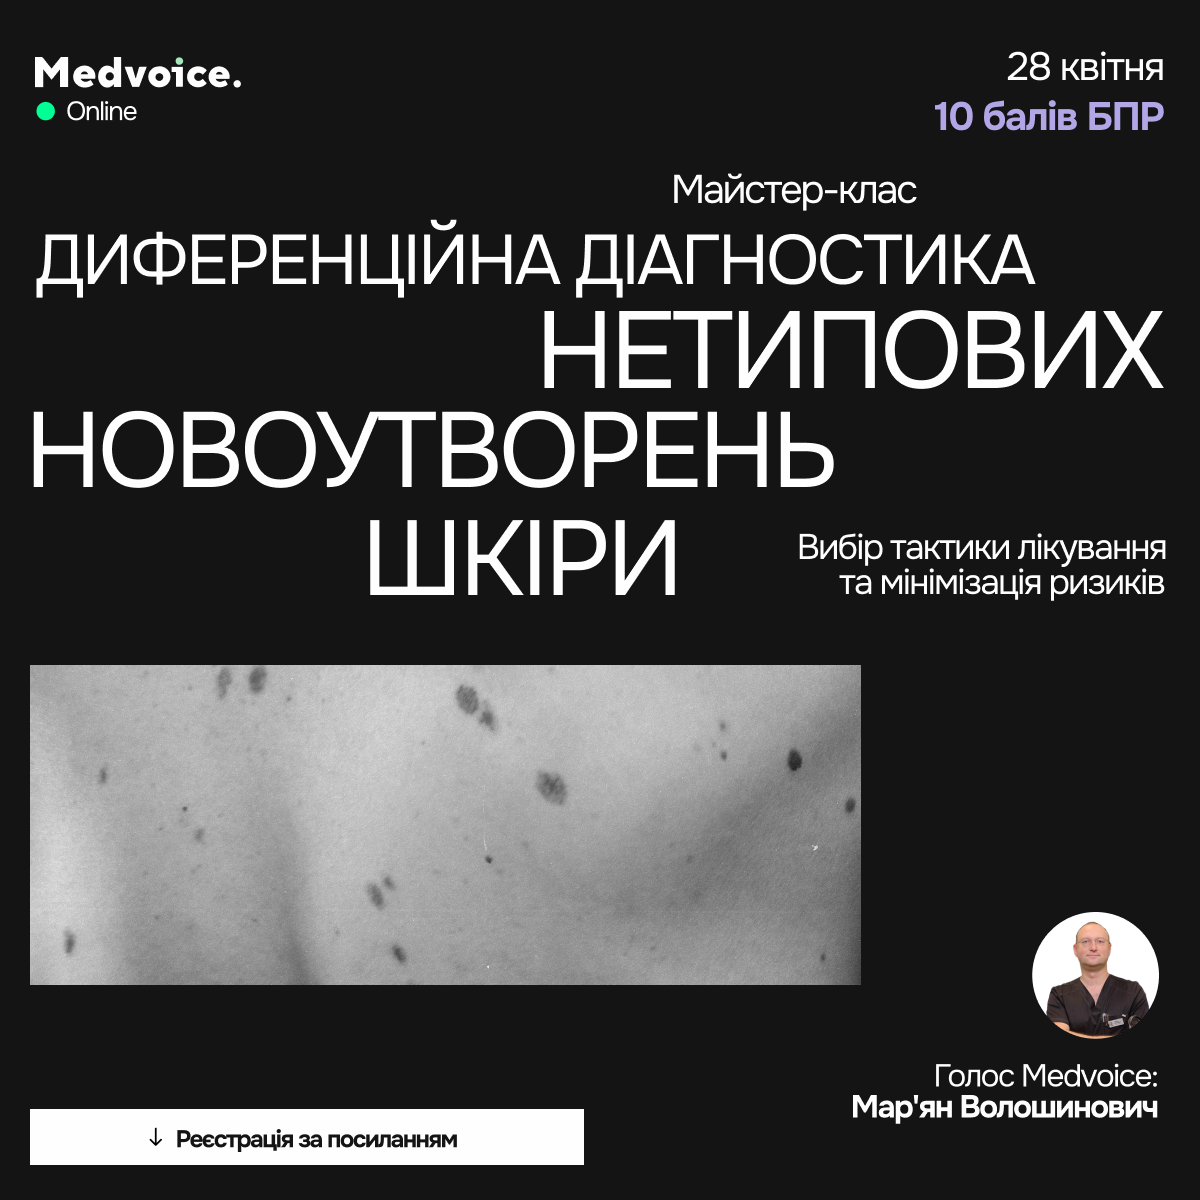 Medvoice.
Online
28 квітня
10 балів БПР
Майстер-клас
ДИФЕРЕНЦІЙНА ДІАГНОСТИКА
НЕТИПОВИХ
НОВОУТВОРЕНЬ
ШКІРИ
Вибір тактики лікування
та мінімізація ризиків
Голос Medvoice:
Мар'ян Волошинович
↓ Реєстрація за посиланням